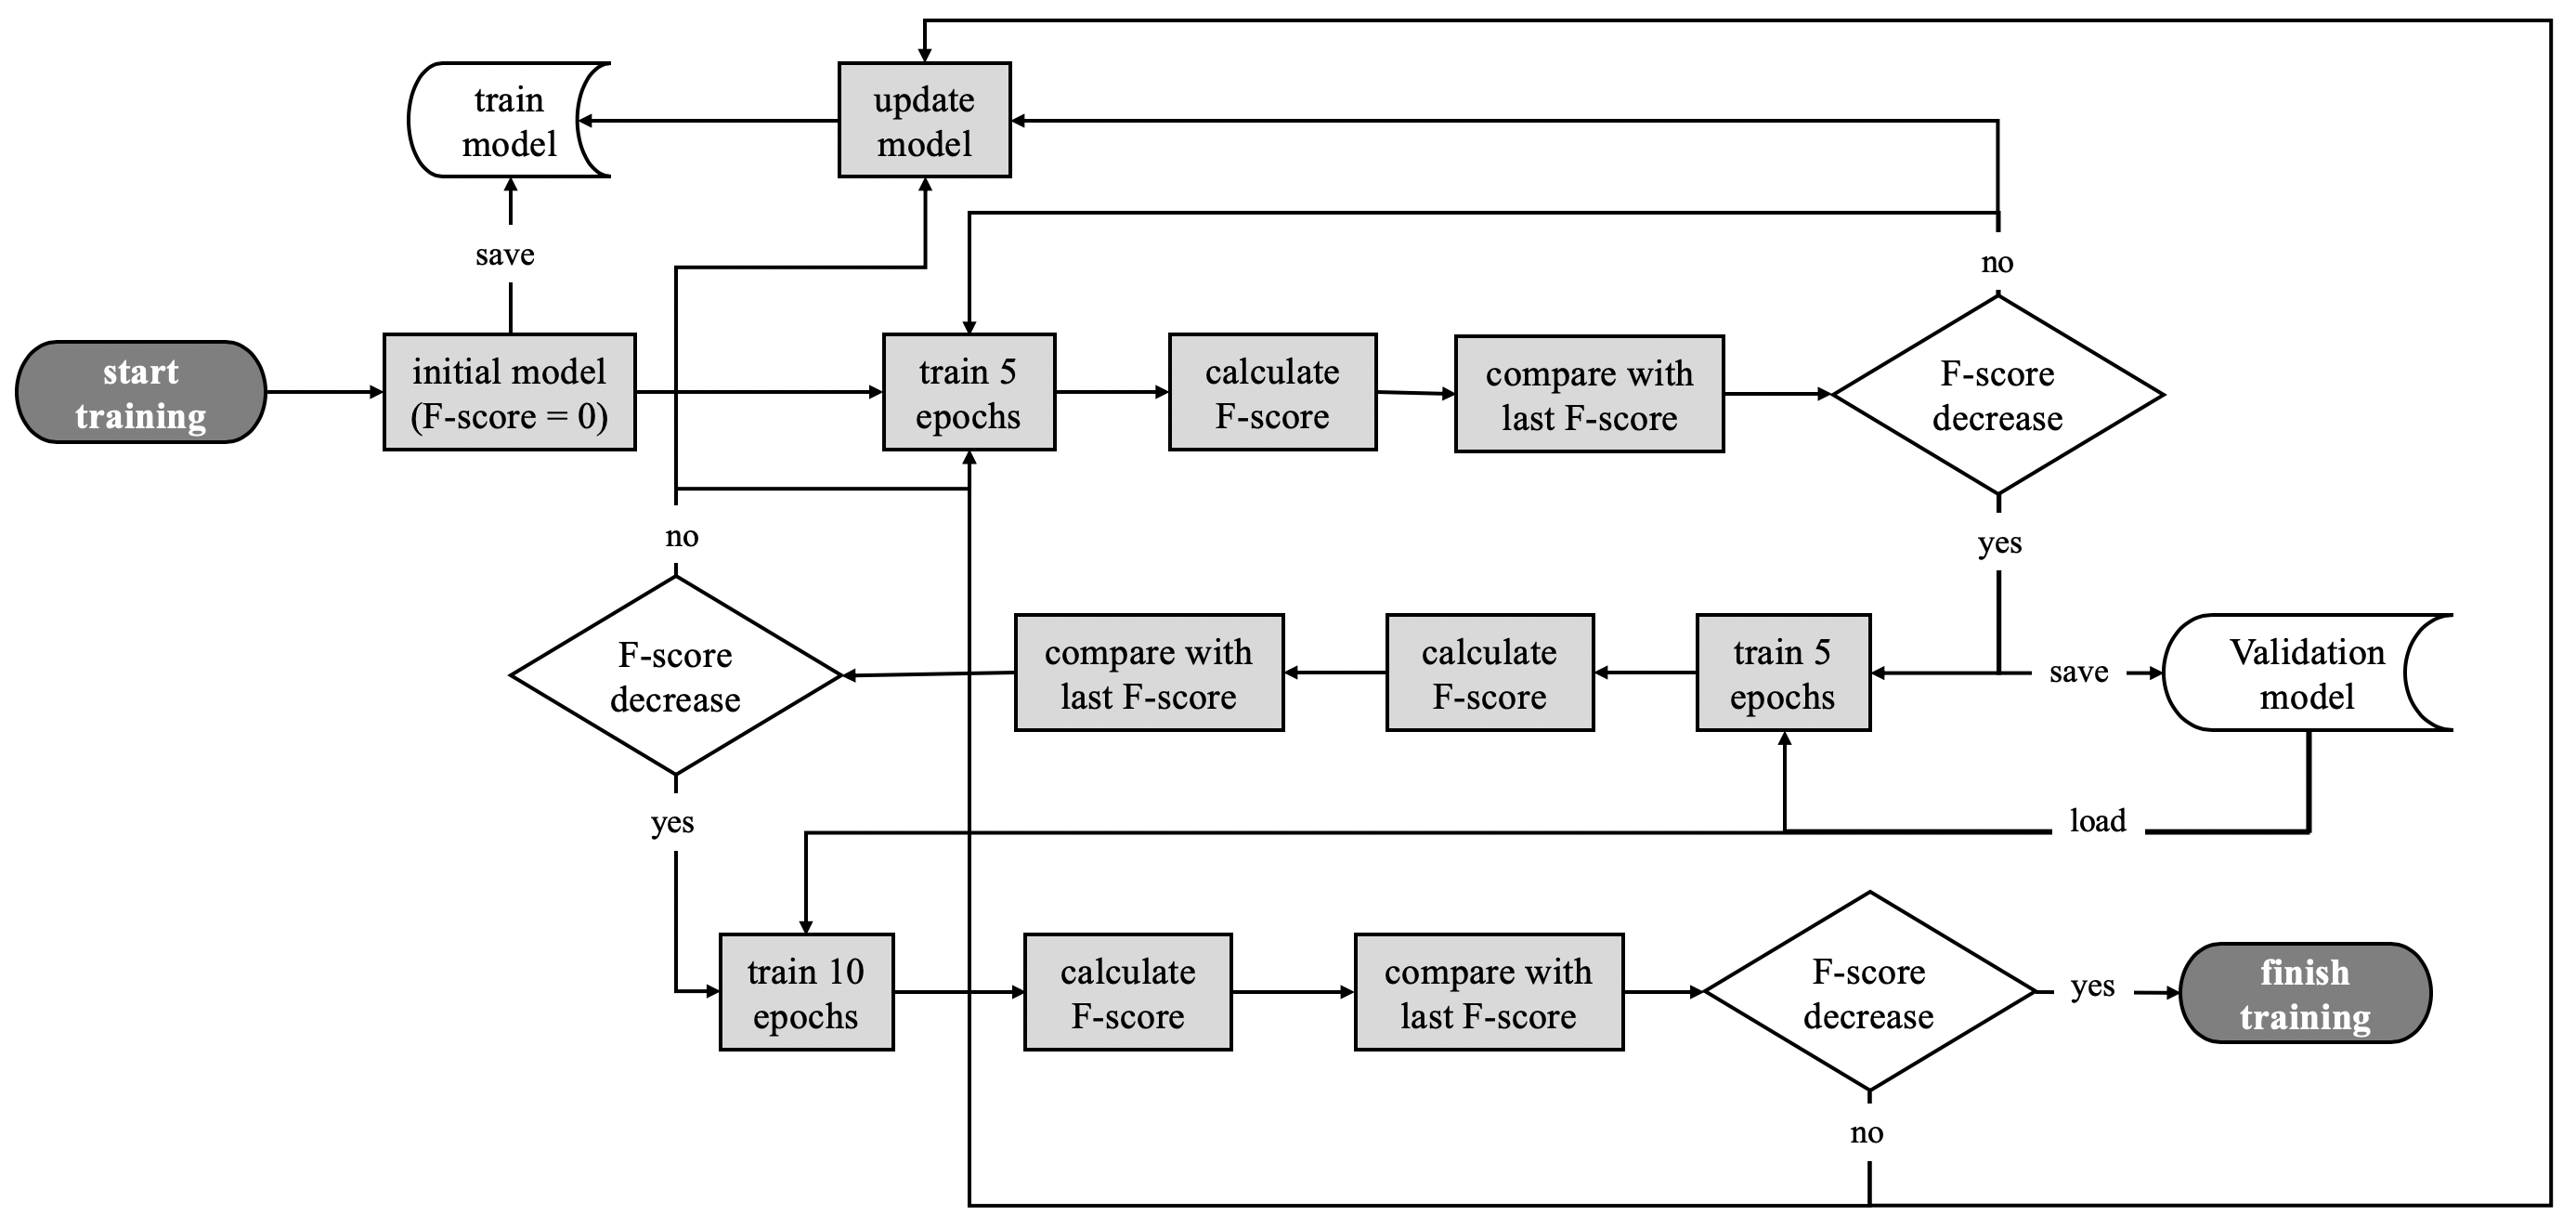 train
model
update
model
save
no
start
training
initial model
(F-score = 0)
train 5
epochs
calculate
F-score
compare with
last F-score
F-score
decrease
no
yes
F-score
decrease
compare with
last F-score
calculate
F-score
train 5
epochs
save
Validation
model
yes
load
train 10
epochs
calculate
F-score
compare with
last F-score
F-score
decrease
yes
finish
training
no